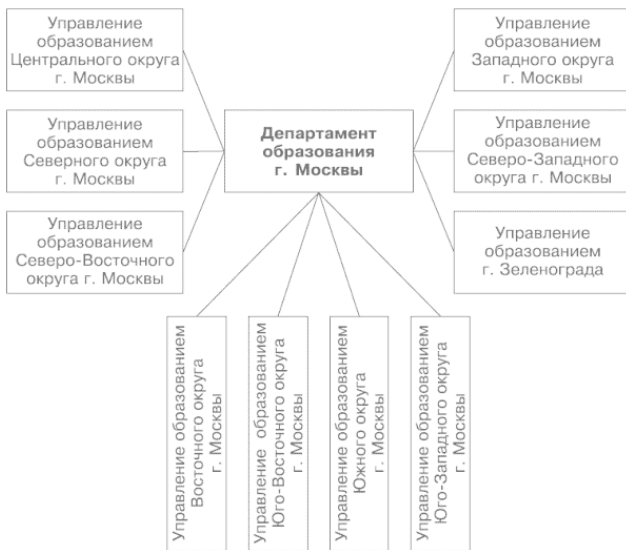 Управление
образованием
Центрального округа
г. Москвы
Управление
образованием
Северного округа
г. Москвы
Управление
образованием
Северо-Восточного
округа г. Москвы
Департамент
образования
г. Москвы
Управление
образованием
Западного округа
г. Москвы
Управление
образованием
Северо-Западного
округа г. Москвы
Управление
образованием
г. Зеленограда
Управление образованием
Восточного округа
г. Москвы
Управление образованием
Юго-Восточного округа
г. Москвы
Управление образованием
Южного округа
г. Москвы
Управление образованием
Юго-Западного округа
г. Москвы